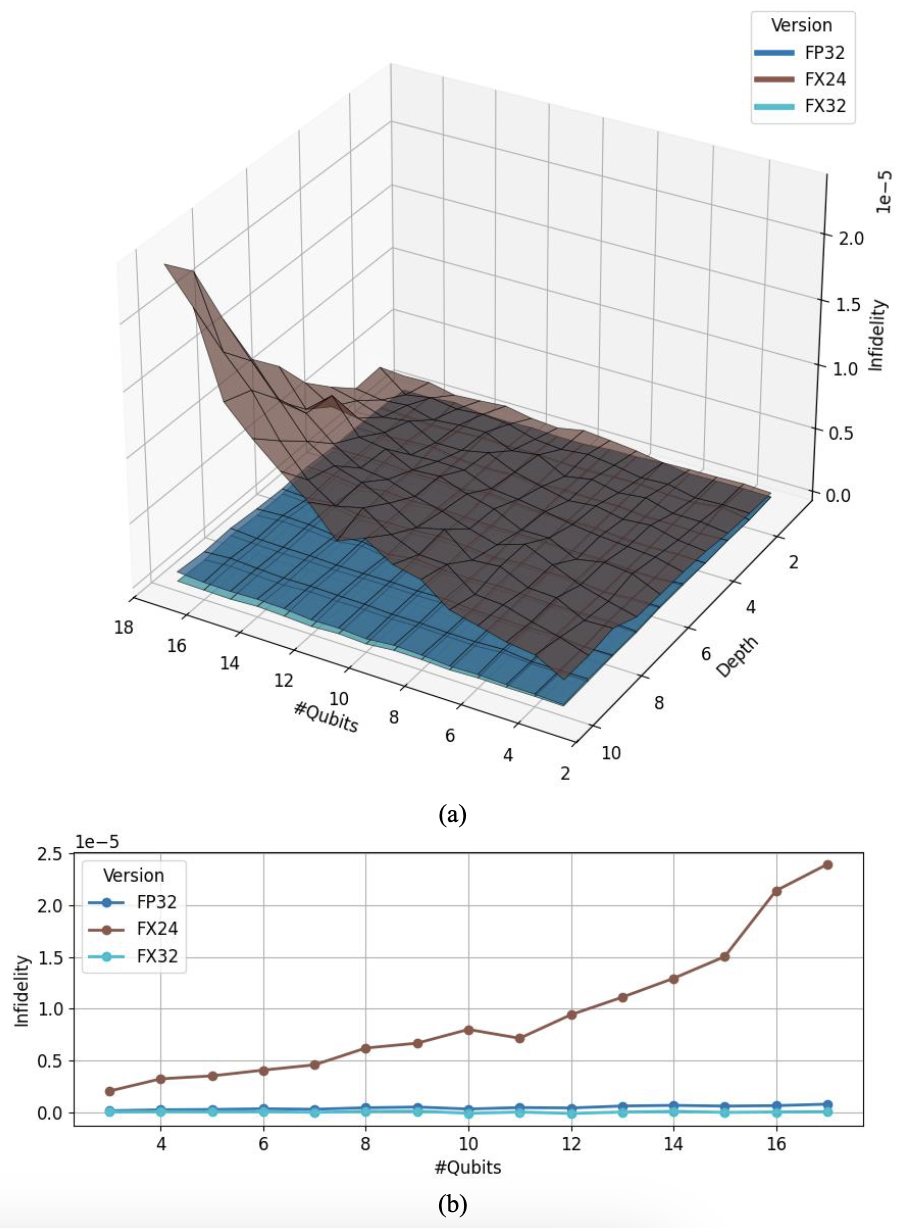 Version
FP32
FX24
FX32
1e−5
2.0
1.5
1.0
0.5
0.0
Infidelity
2
4
6
8
10
Depth
18
16
14
12
10
8
6
4
2
#Qubits
(a)
1e−5
2.5
2.0
1.5
1.0
0.5
0.0
Infidelity
Version
FP32
FX24
FX32
4
6
8
10
12
14
16
#Qubits
(b)